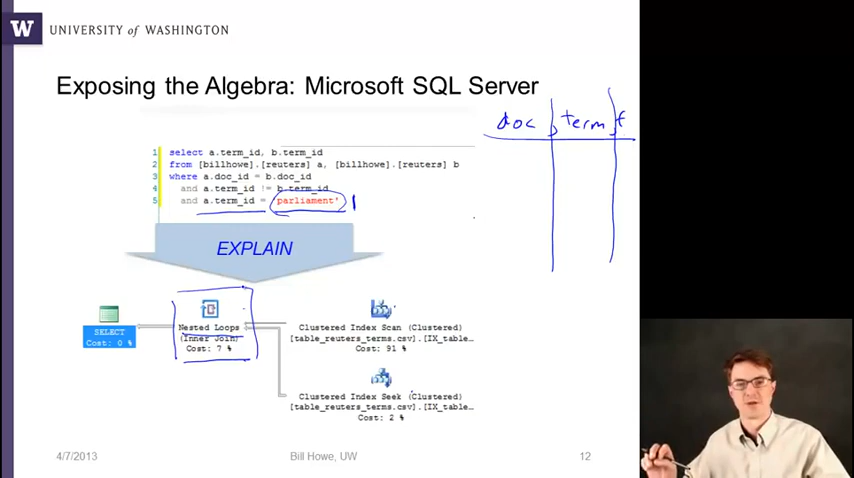 W UNIVERSITY of WASHINGTON
Exposing the Algebra: Microsoft SQL Server
doc term f
1 select a.term_id, b.term_id
2 from [billhowe].[reuters] a, [billhowe].[reuters] b
3 where a.doc_id = b.doc_id
4 and a.term_id != b.term_id
5 and a.term_id = 'parliament'
EXPLAIN
SELECT
Cost: 0 %
Nested Loops
(Inner Join)
Cost: 7 %
Clustered Index Scan (Clustered)
[table_reuters_terms.csv].[IX_table...
Cost: 91 %
Clustered Index Seek (Clustered)
[table_reuters_terms.csv].[IX_table...
Cost: 2 %
4/7/2013 Bill Howe, UW 12